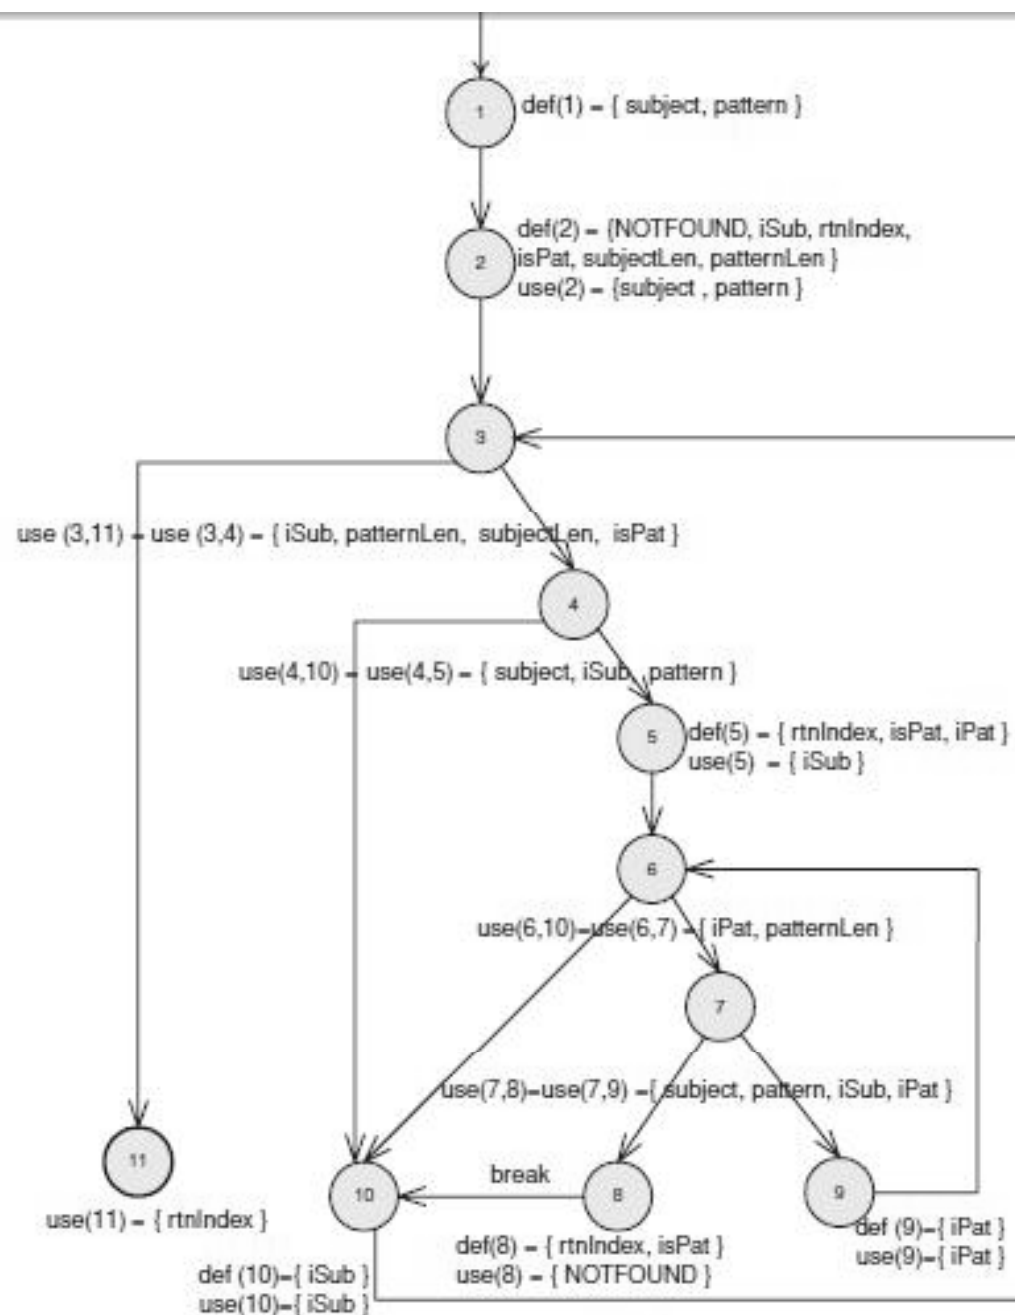 1
def(1) = { subject, pattern }
def(2) = {NOTFOUND, iSub, rtnIndex,
2
isPat, subjectLen, patternLen }
use(2) = {subject , pattern }
3
use (3,11) = use (3,4) = { iSub, patternLen, subjectLen, isPat }
4
use(4,10) = use(4,5) = { subject, iSub, pattern }
5
def(5) = { rtnIndex, isPat, iPat }
use(5) = { iSub }
6
use(6,10)=use(6,7) ={ iPat, patternLen }
7
use(7,8)=use(7,9) ={ subject, pattern, iSub, iPat }
11
break
10
8
9
use(11) = { rtnIndex }
def (9)={ iPat }
def(8) = { rtnIndex, isPat }
use(9)={ iPat }
def (10)={ iSub }
use(8) = { NOTFOUND }
use(10)={ iSub }